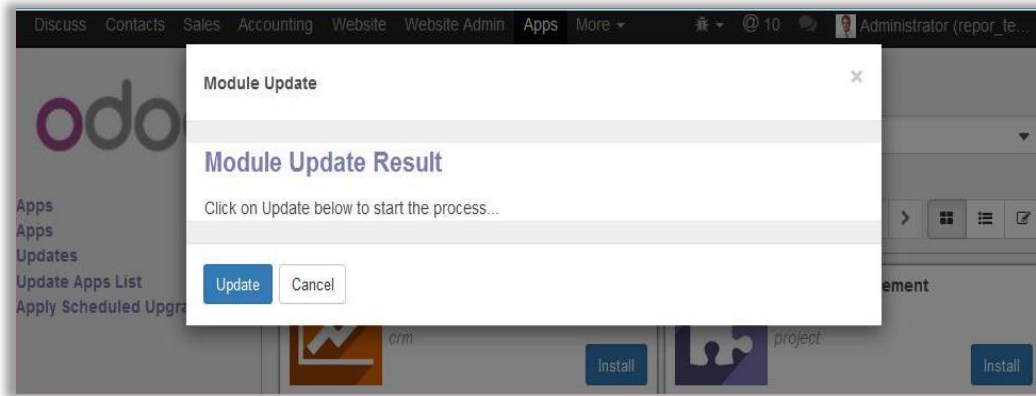 Discuss Contacts Sales Accounting Website Website Admin Apps More @ 10 Administrator (repor_te...
Module Update ×
odoo
Module Update Result
Click on Update below to start the process...
Apps
Apps
Updates
Update Apps List
Apply Scheduled Upgra
Update Cancel
ement
crm
project
Install
Install